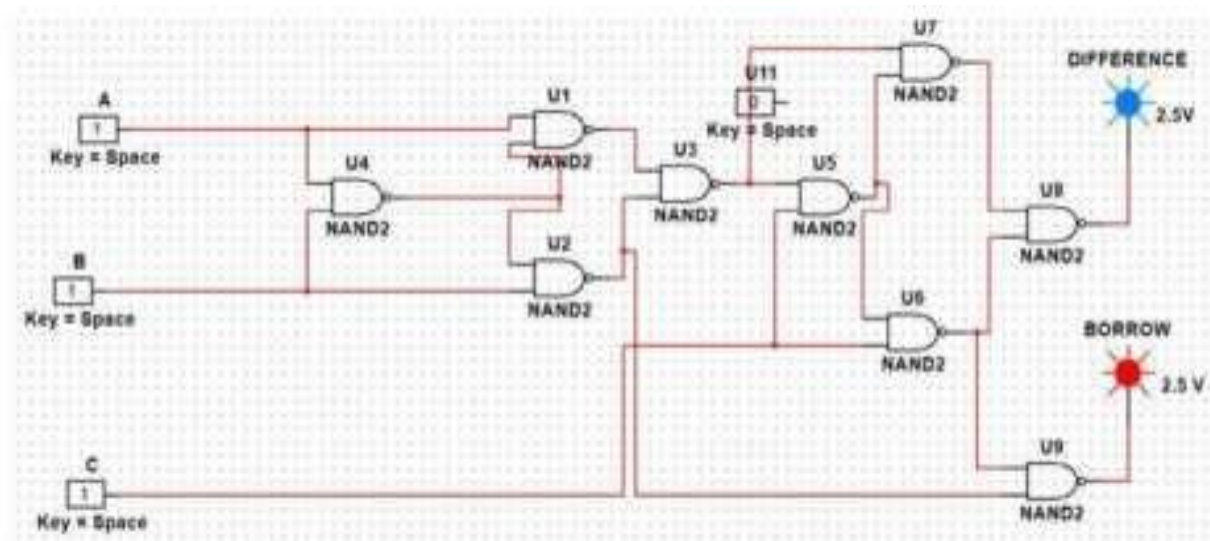 U7
DIFFERENCE
U11
A
U1
NAND2
2.5V
1
0
Key = Space
Key = Space
U4
NAND2
U3
U5
U8
NAND2
NAND2
NAND2
B
U2
NAND2
1
U6
Key = Space
NAND2
BORROW
NAND2
2.5 V
C
U9
1
Key = Space
NAND2